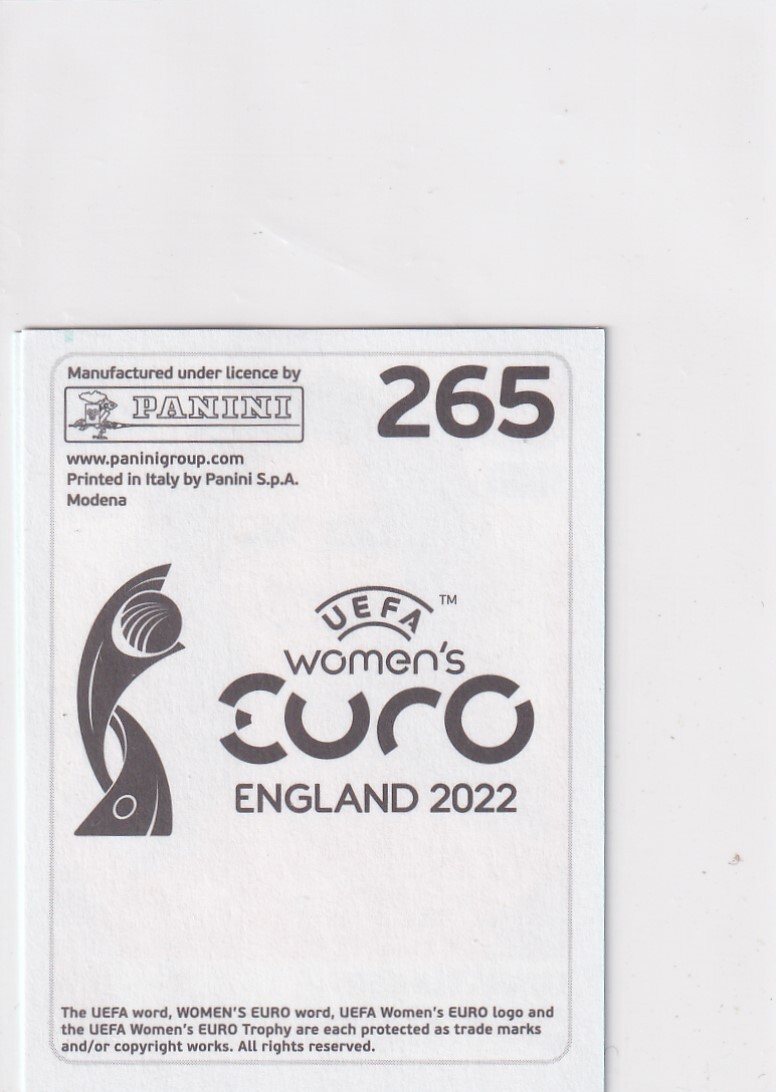 Manufactured under licence by
PANINI
265
www.paninigroup.com
Printed in Italy by Panini S.p.A.
Modena
UEFA™
women's
EURO
ENGLAND 2022
The UEFA word, WOMEN'S EURO word, UEFA Women's EURO logo and
the UEFA Women's EURO Trophy are each protected as trade marks
and/or copyright works. All rights reserved.